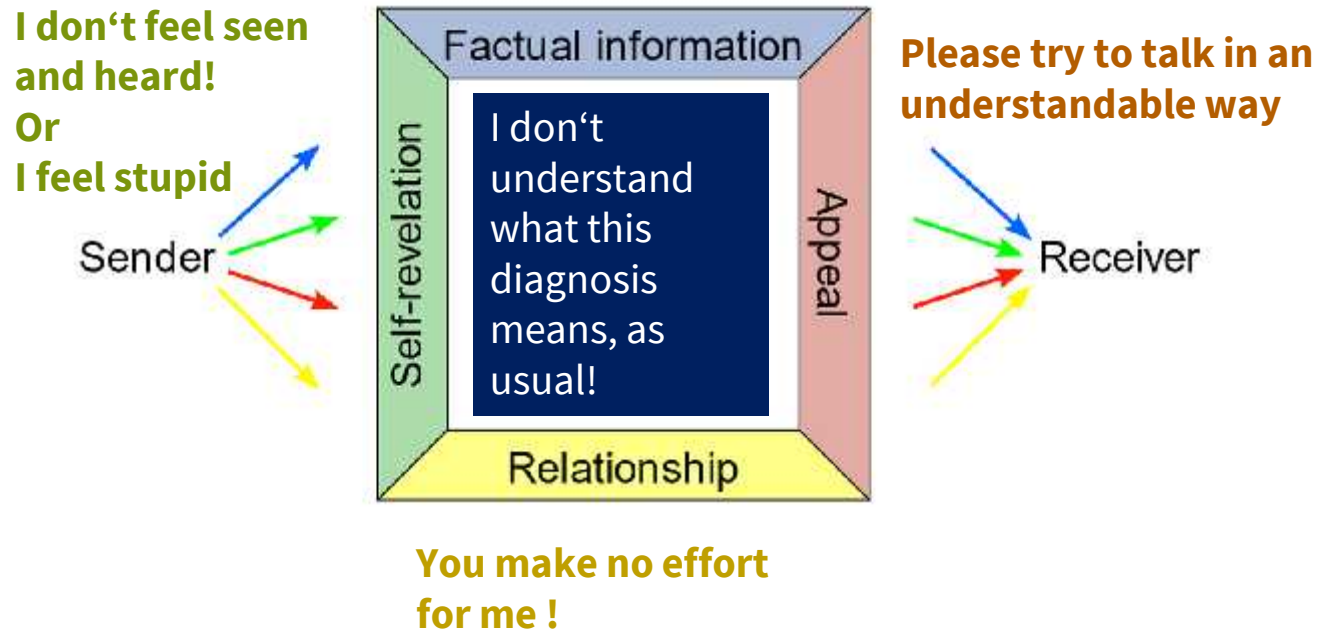 I don‘t feel seen
and heard!
Or
I feel stupid
Factual information
Please try to talk in an
understandable way
Sender
Self-revelation
I don‘t
understand
what this
diagnosis
means, as
usual!
Appeal
Receiver
Relationship
You make no effort
for me !